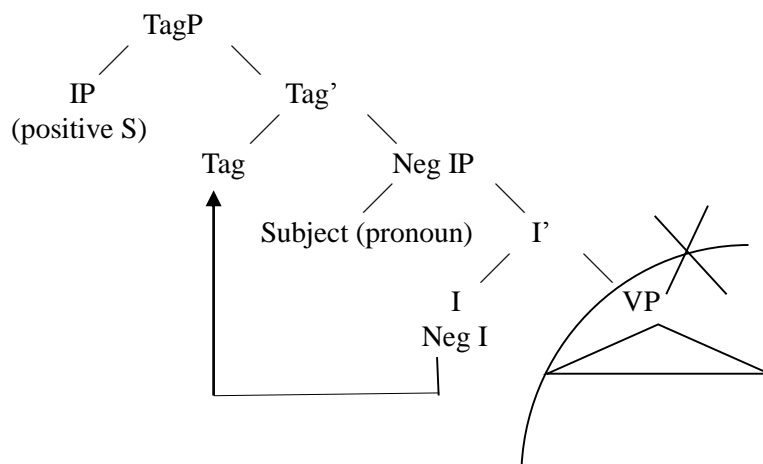 TagP
IP Tag’
(positive S)
Tag Neg IP
Subject (pronoun) I’
I VP
Neg I